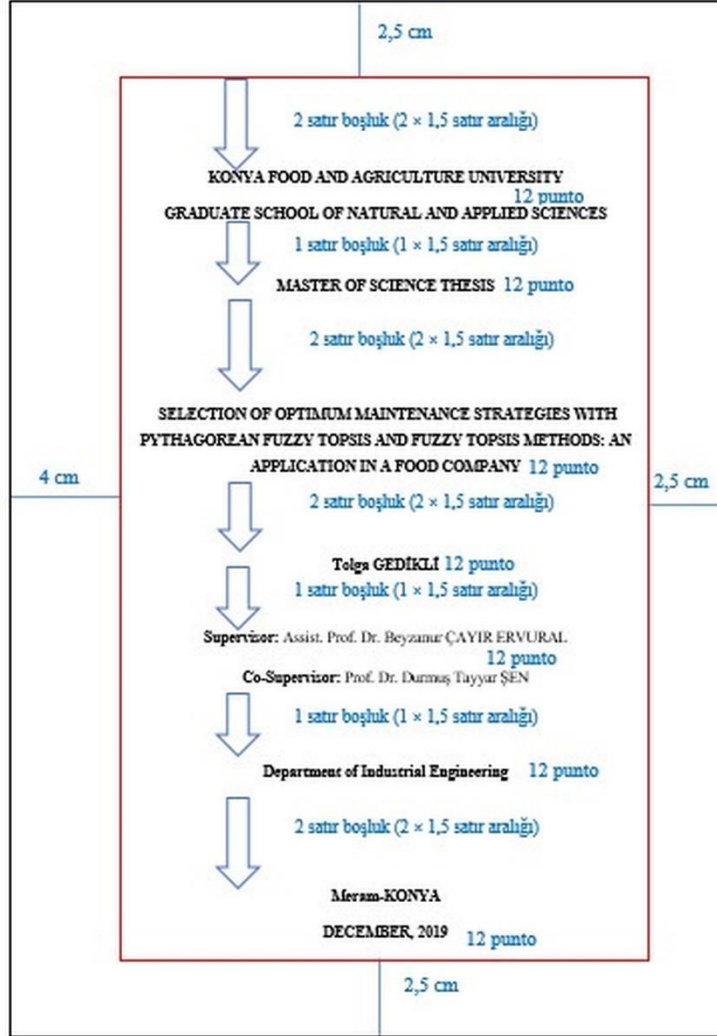 2,5 cm
2 satır boşluk (2 × 1,5 satır aralığı)
KONYA FOOD AND AGRICULTURE UNIVERSITY
12 punto
GRADUATE SCHOOL OF NATURAL AND APPLIED SCIENCES
1 satır boşluk (1 × 1,5 satır aralığı)
MASTER OF SCIENCE THESIS 12 punto
2 satır boşluk (2 × 1,5 satır aralığı)
SELECTION OF OPTIMUM MAINTENANCE STRATEGIES WITH
PYTHAGOREAN FUZZY TOPSIS AND FUZZY TOPSIS METHODS: AN
APPLICATION IN A FOOD COMPANY 12 punto
4 cm
2,5 cm
2 satır boşluk (2 × 1,5 satır aralığı)
Tolga GEDİKLİ 12 punto
1 satır boşluk (1 × 1,5 satır aralığı)
Supervisor: Assist. Prof. Dr. Beyzanur ÇAYIR ERVURAL
12 punto
Co-Supervisor: Prof. Dr. Durmuş Tayyar ŞEN
1 satır boşluk (1 × 1,5 satır aralığı)
Department of Industrial Engineering 12 punto
2 satır boşluk (2 × 1,5 satır aralığı)
Meram-KONYA
DECEMBER, 2019 12 punto
2,5 cm